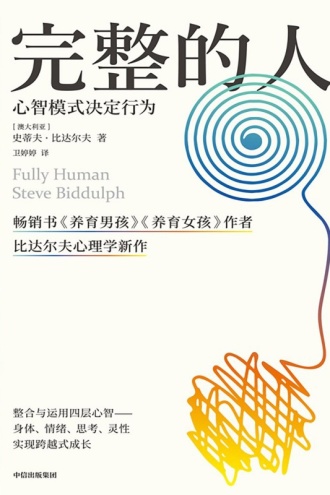 完整的人
心智模式决定行为
[ 澳大利亚 ]
史蒂夫·比达尔夫 著
卫婷婷 译
Fully Human
Steve Biddulph
畅销书《养育男孩》《养育女孩》作者
比达尔夫心理学新作
整合与运用四层心智——
身体、情绪、思考、灵性
实现跨越式成长
中信出版集团